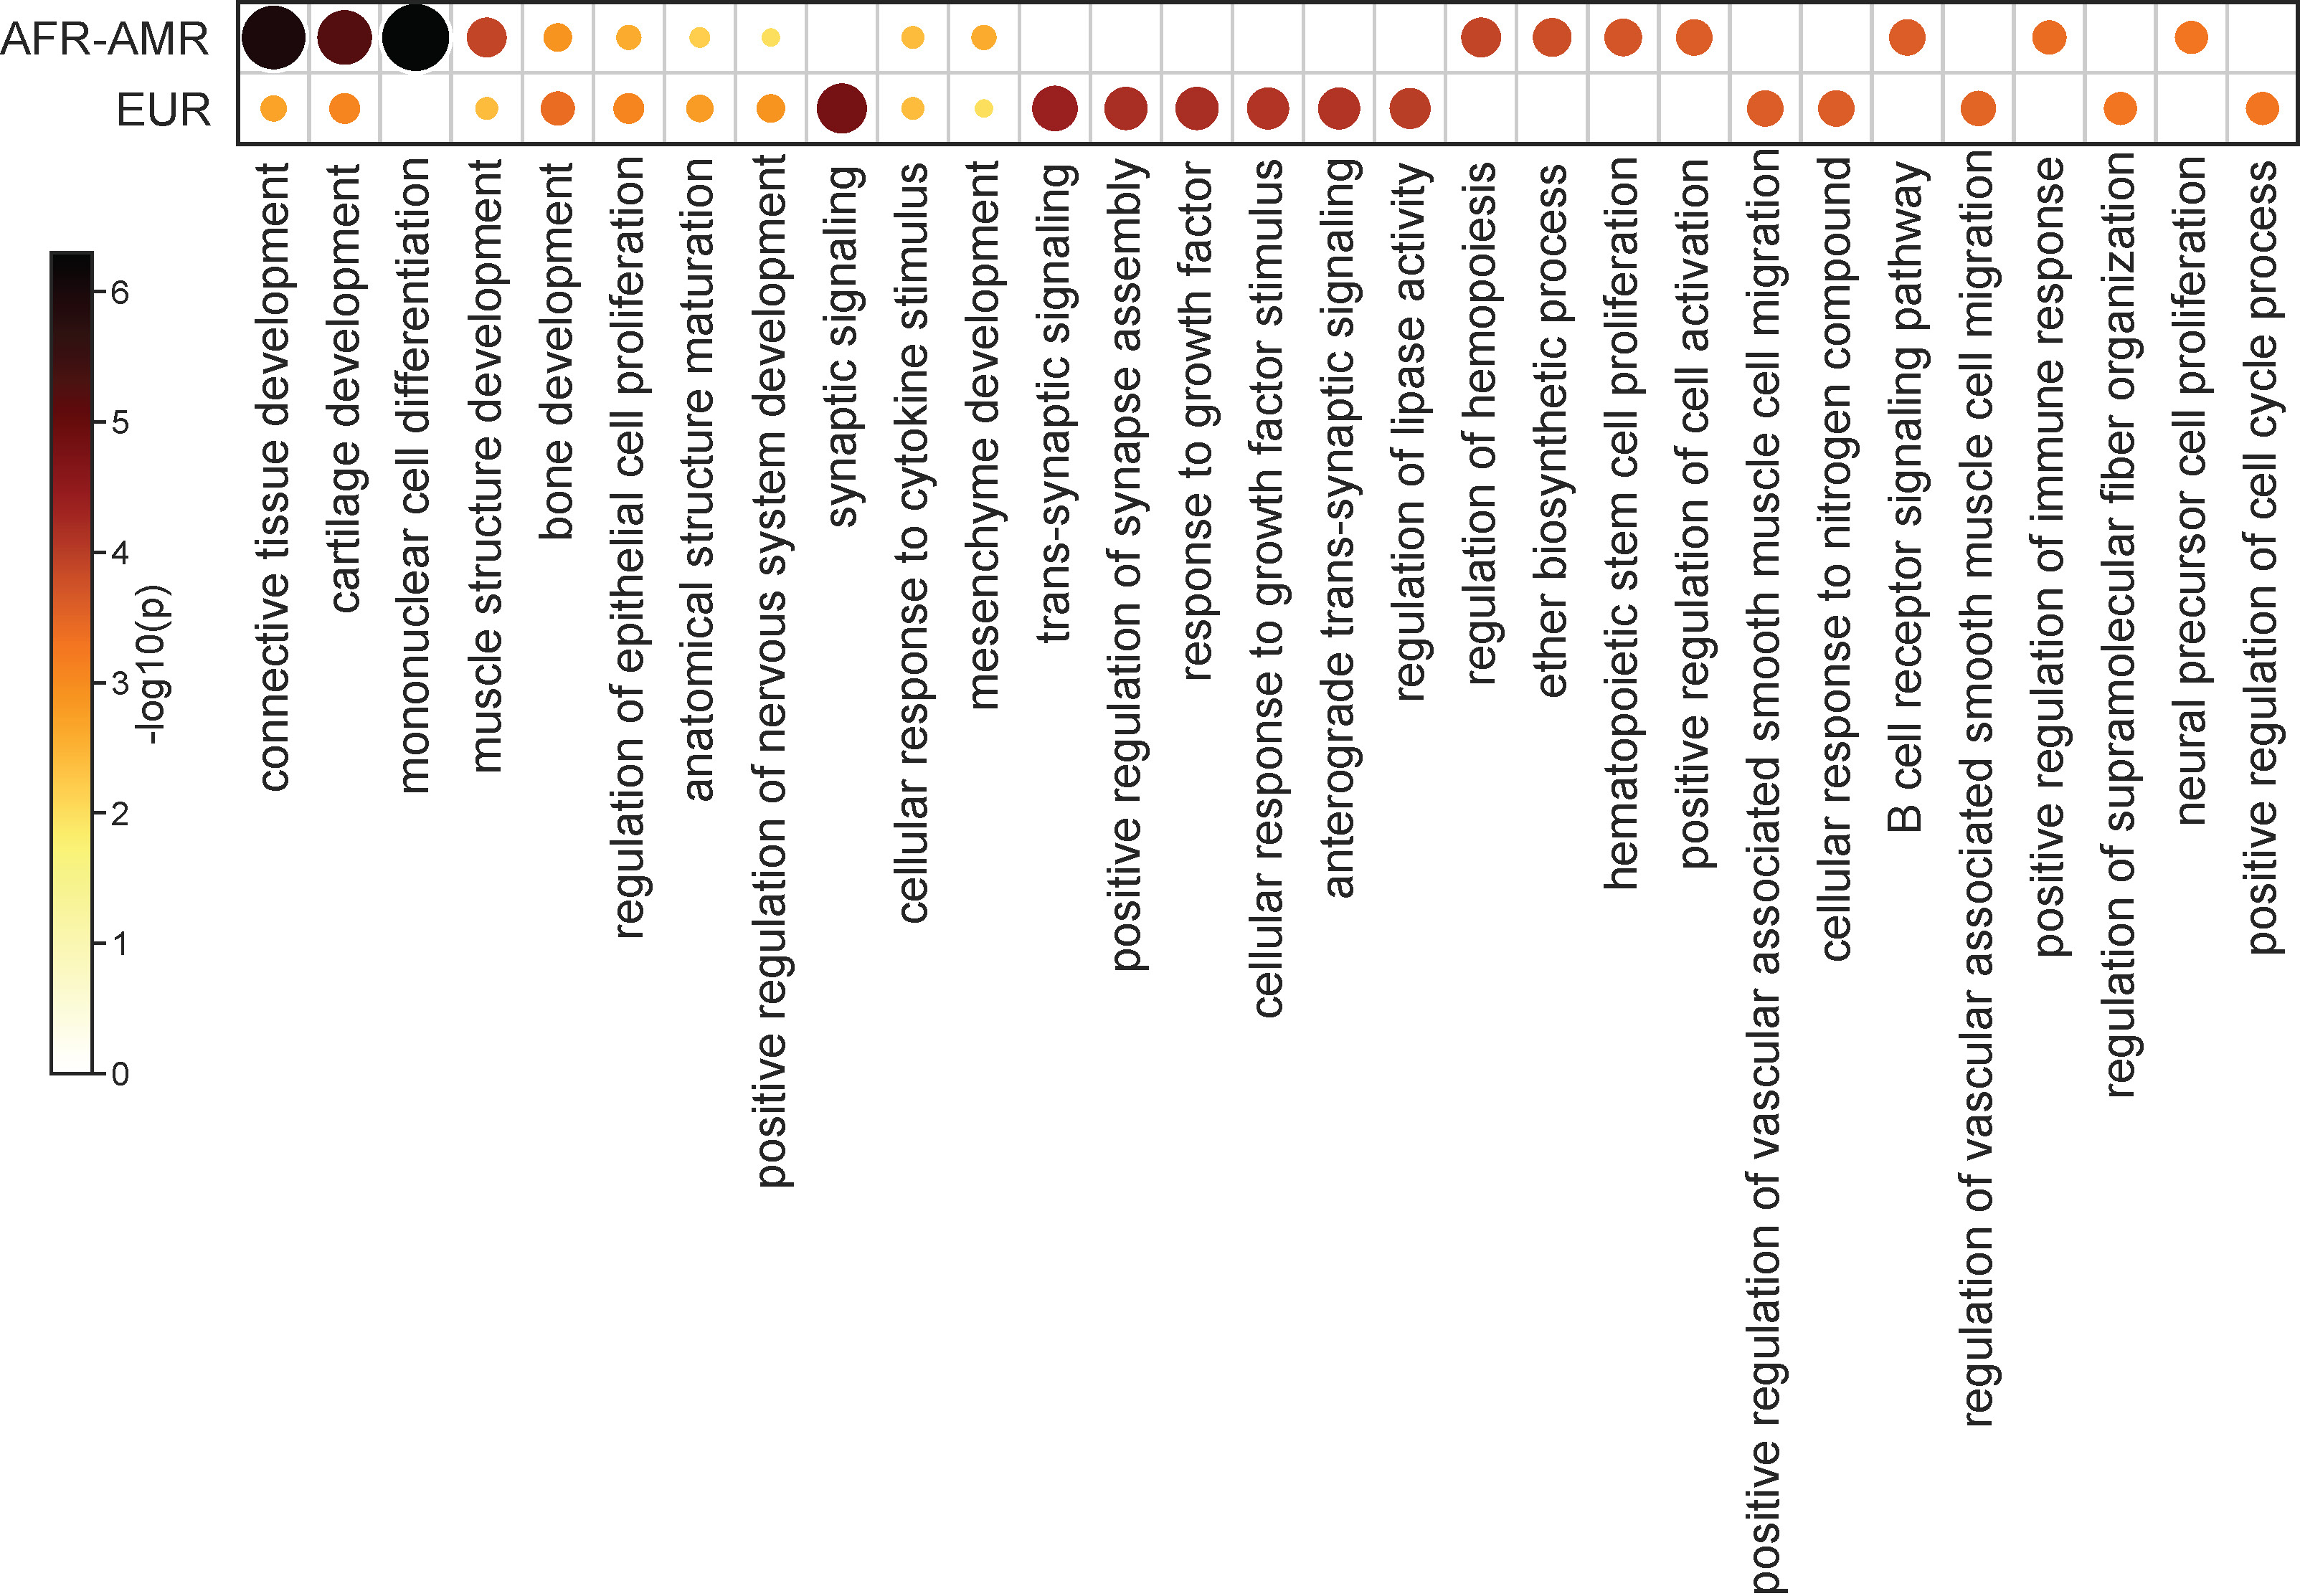 AFR-AMR
EUR
connective tissue development
cartilage development
mononuclear cell differentiation
muscle structure development
bone development
regulation of epithelial cell proliferation
anatomical structure maturation
positive regulation of nervous system development
synaptic signaling
cellular response to cytokine stimulus
mesenchyme development
trans-synaptic signaling
positive regulation of synapse assembly
response to growth factor
cellular response to growth factor stimulus
anterograde trans-synaptic signaling
regulation of lipase activity
regulation of hemopoiesis
ether biosynthetic process
hematopoietic stem cell proliferation
positive regulation of cell activation
positive regulation of vascular associated smooth muscle cell migration
cellular response to nitrogen compound
B cell receptor signaling pathway
regulation of vascular associated smooth muscle cell migration
positive regulation of immune response
regulation of supramolecular fiber organization
neural precursor cell proliferation
positive regulation of cell cycle process
6
5
4
3
2
1
0
-log10(p)